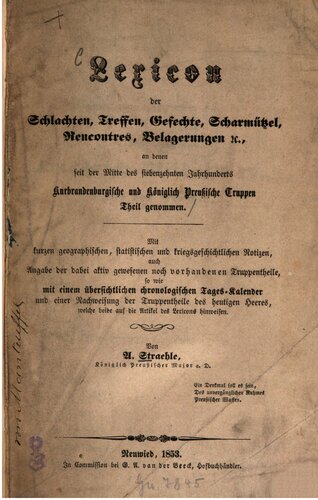 Lexicon
der
Schlachten, Treffen, Gefechte, Scharmützel,
Rencontres, Belagerungen ꝛc.,
an denen
seit der Mitte des siebenzehnten Jahrhunderts
Kurbrandenburgische und Königlich Preußische Truppen
Theil genommen.
Mit
kurzen geographischen, statistischen und kriegsgeschichtlichen Notizen,
auch
Angabe der dabei aktiv gewesenen noch vorhandenen Truppentheile,
so wie
mit einem übersichtlichen chronologischen Tages-Kalender
und einer Nachweisung der Truppentheile des heutigen Heeres,
welche beide auf die Artikel des Lexicons hinweisen.
Von
A. Straehle,
Königlich Preußischer Major a. D.
Ein Denkmal soll es sein,
Des unvergänglichen Ruhmes
Preußischer Waffen.
Neuwied, 1853.
In Commission bei G. A. van der Beeck, Hofbuchhändler.